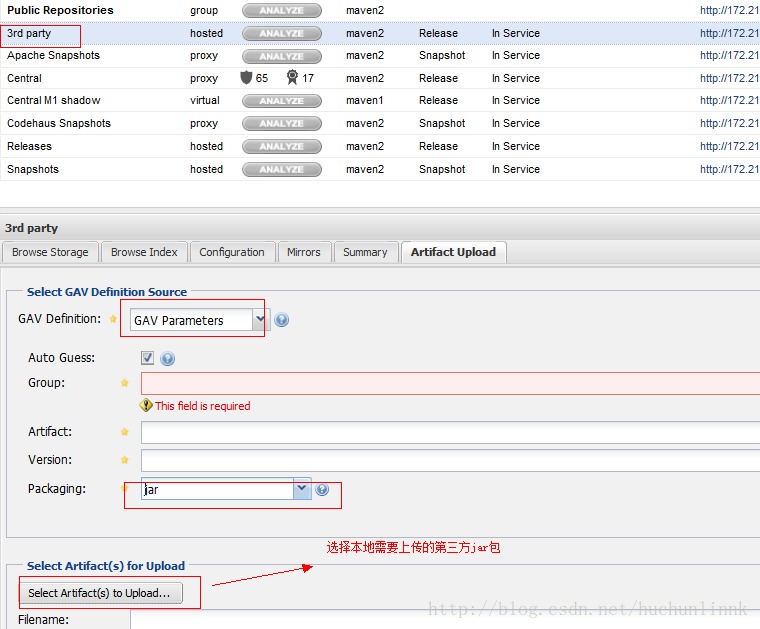 Public Repositories group ANALYZE maven2 http://172.21
3rd party hosted ANALYZE maven2 Release In Service http://172.21
Apache Snapshots proxy ANALYZE maven2 Snapshot In Service http://172.21
Central proxy 65 17 maven2 Release In Service http://172.21
Central M1 shadow virtual ANALYZE maven1 Release In Service http://172.21
Codehaus Snapshots proxy ANALYZE maven2 Snapshot In Service http://172.21
Releases hosted ANALYZE maven2 Release In Service http://172.21
Snapshots hosted ANALYZE maven2 Snapshot In Service http://172.21
3rd party
Browse Storage Browse Index Configuration Mirrors Summary Artifact Upload
Select GAV Definition Source
GAV Definition: GAV Parameters
Auto Guess:
Group:
This field is required
Artifact:
Version:
Packaging: jar
选择本地需要上传的第三方jar包
Select Artifact(s) for Upload
Select Artifact(s) to Upload...
http://blog.csdn.net/huchunlinnk
Filename: